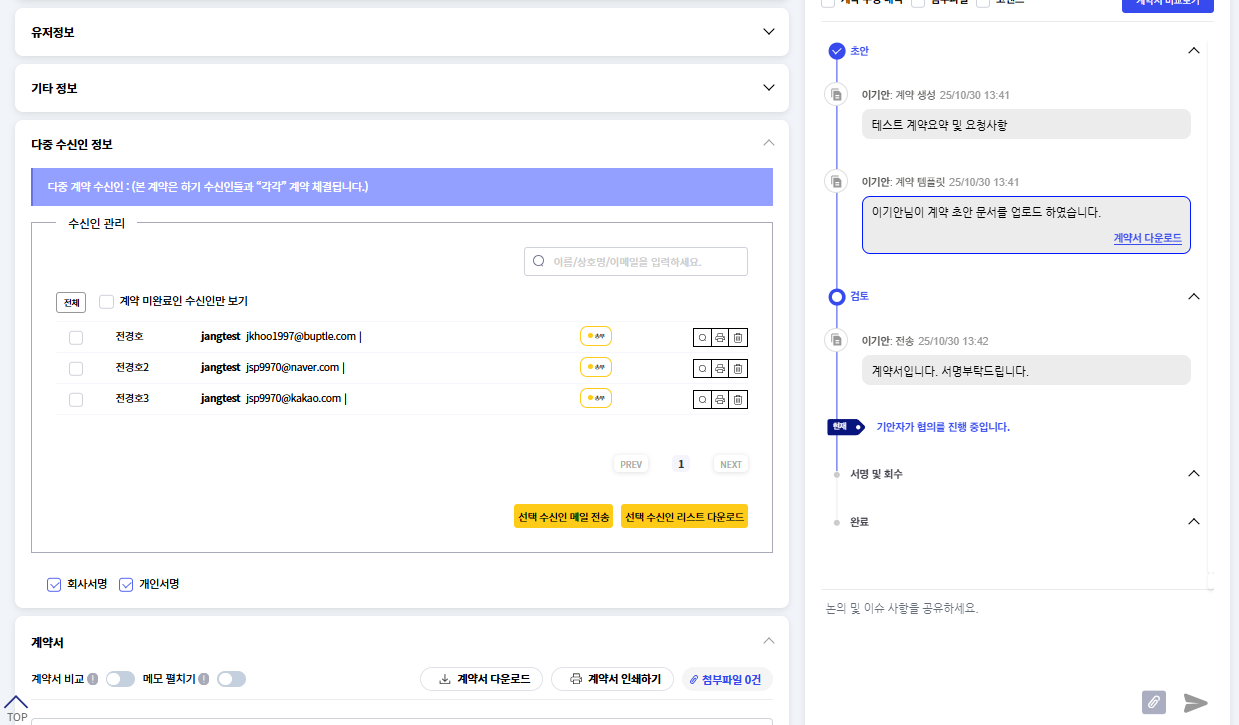 유저정보
기타 정보
다중 수신인 정보
다중 계약 수신인 : (본 계약은 하기 수신인들과 “각각” 계약 체결됩니다.)
수신인 관리
이름/상호명/이메일을 입력하세요.
전체
계약 미완료인 수신인만 보기
전경호 jangtest jkhoo1997@buptle.com | 송부
전경호2 jangtest jsp9970@naver.com | 송부
전경호3 jangtest jsp9970@kakao.com | 송부
PREV 1 NEXT
선택 수신인 메일 전송 선택 수신인 리스트 다운로드
회사서명 개인서명
계약서
계약서 비교 메모 펼치기 계약서 다운로드 계약서 인쇄하기 첨부파일 0건
TOP
계약서 비교보기
초안
이기안: 계약 생성 25/10/30 13:41
테스트 계약요약 및 요청사항
이기안: 계약 템플릿 25/10/30 13:41
이기안님이 계약 초안 문서를 업로드 하였습니다.
계약서 다운로드
검토
이기안: 전송 25/10/30 13:42
계약서입니다. 서명부탁드립니다.
현재 기안자가 협의를 진행 중입니다.
서명 및 회수
완료
논의 및 이슈 사항을 공유하세요.